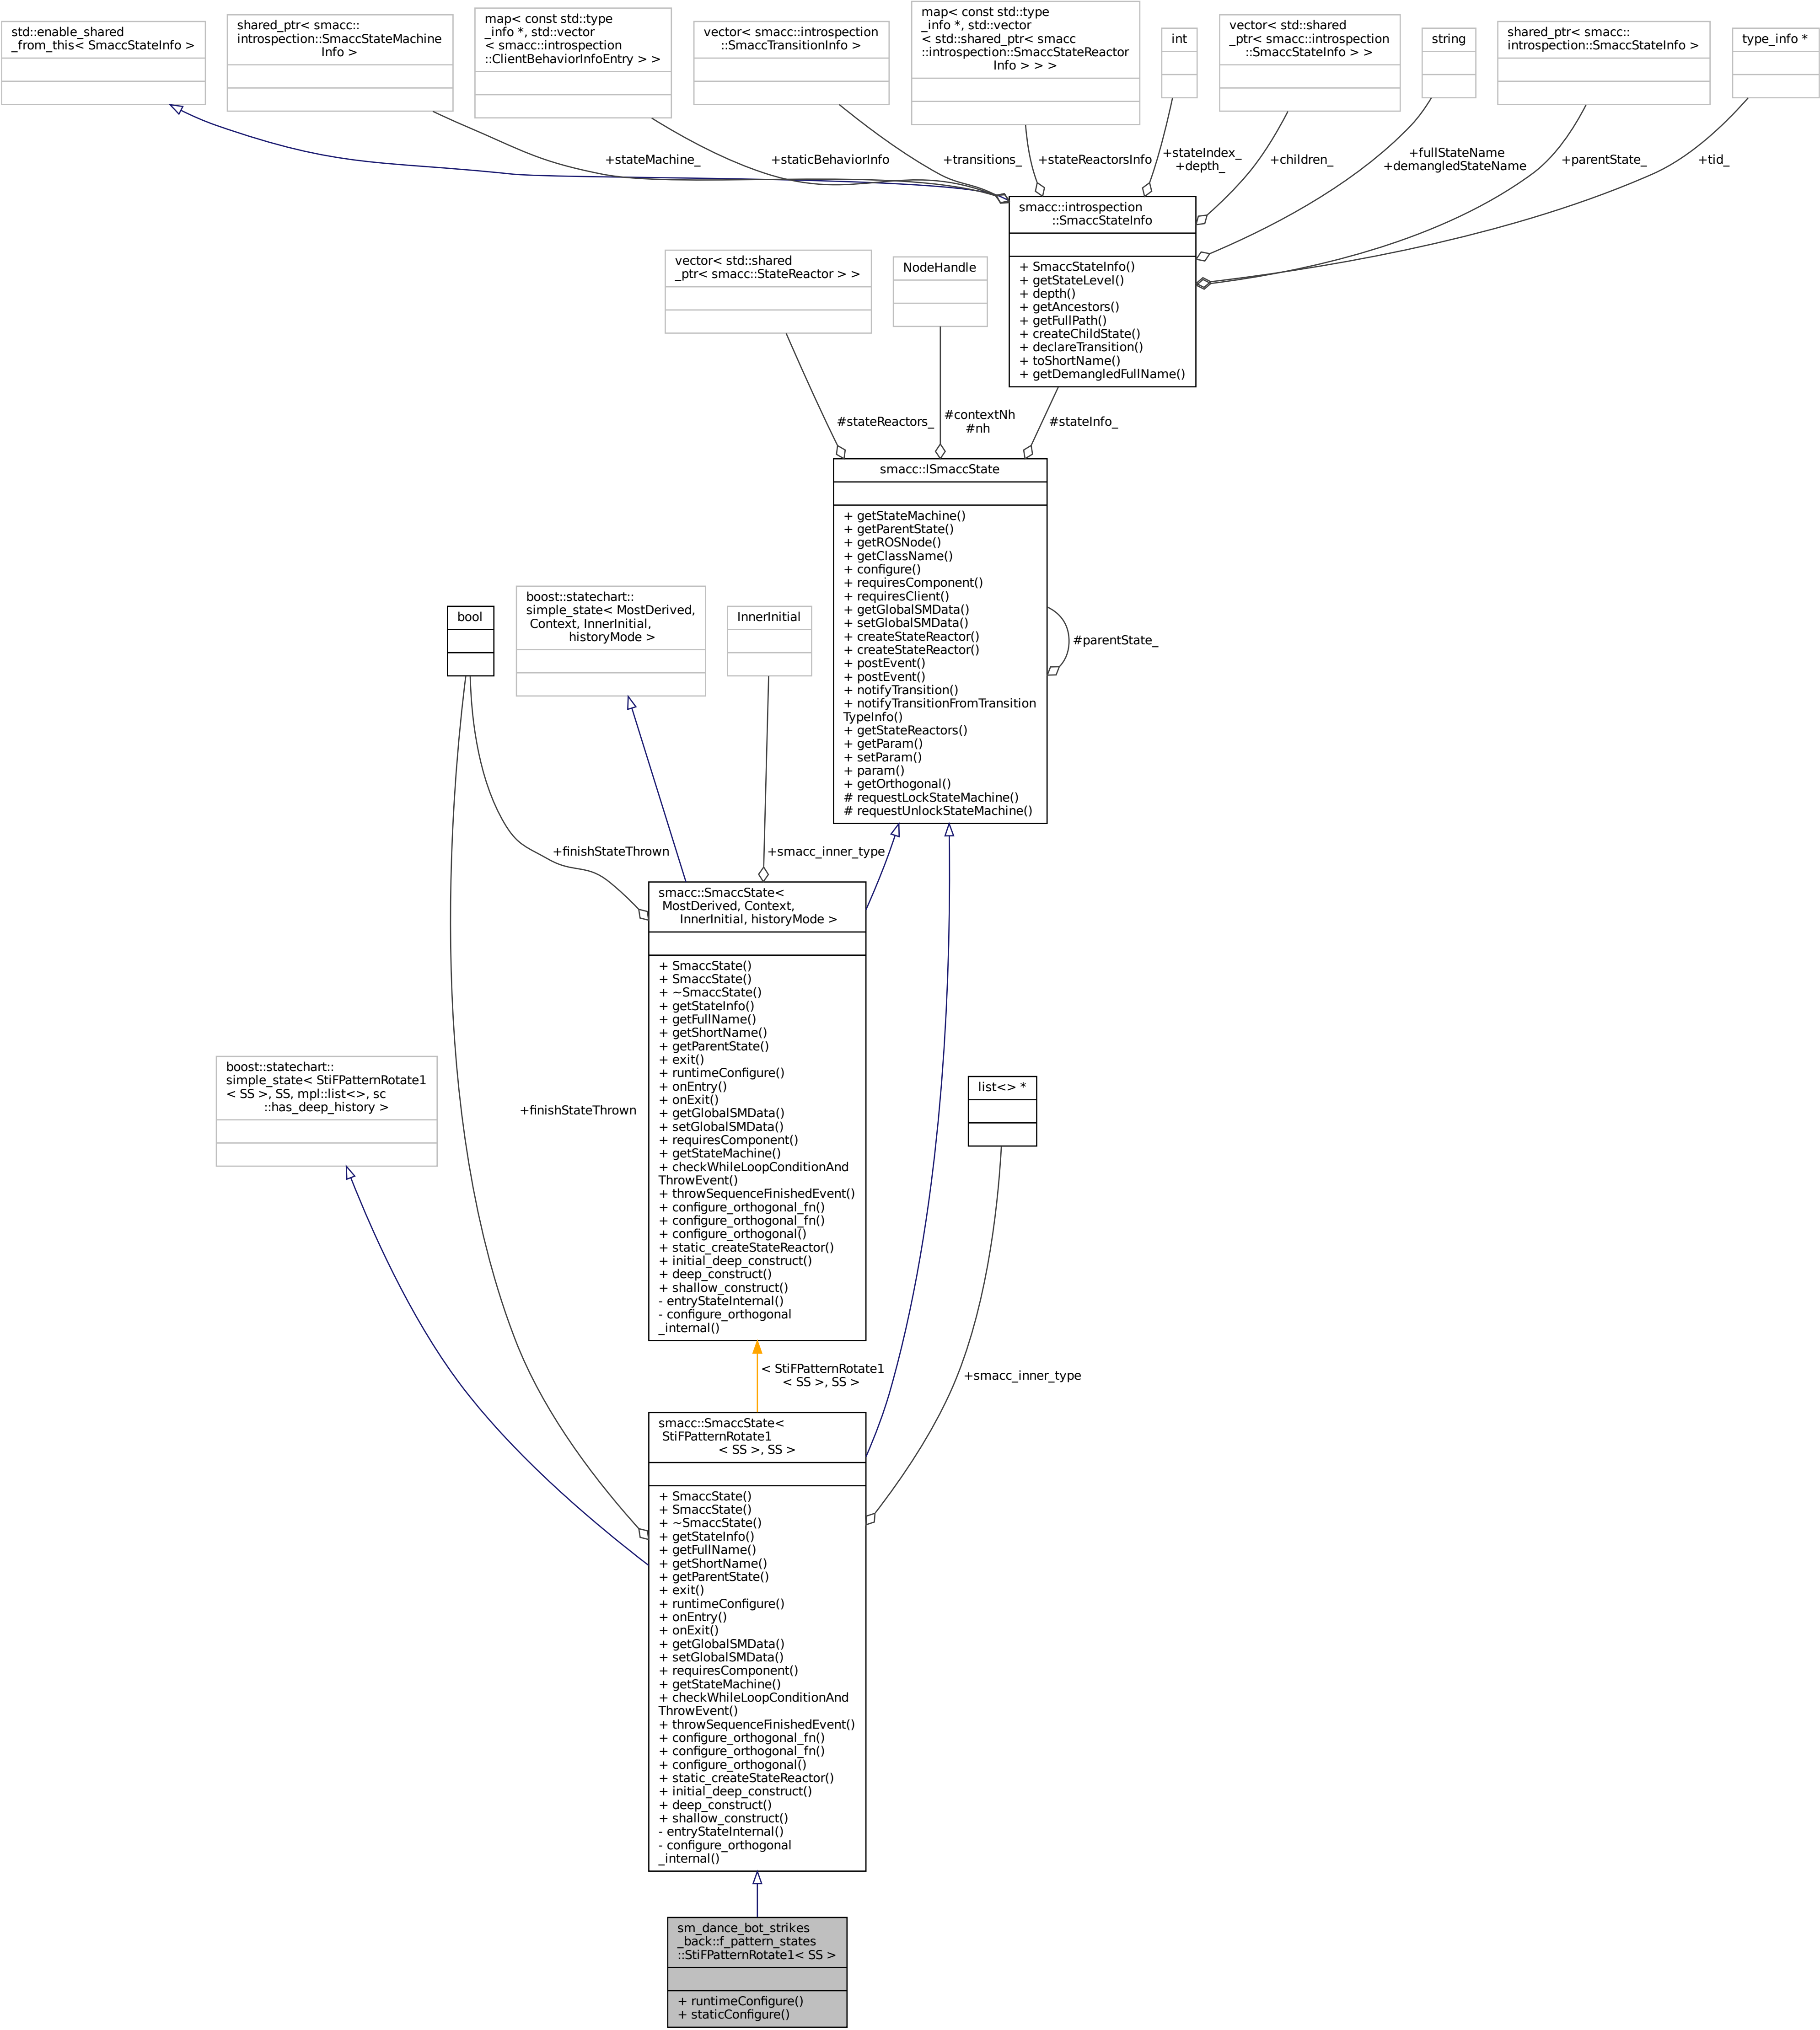 std::enable_shared
_from_this< SmaccStateInfo >
shared_ptr< smacc::
introspection::SmaccStateMachine
Info >
map< const std::type
_info *, std::vector
< smacc::introspection
::ClientBehaviorInfoEntry > >
vector< smacc::introspection
::SmaccTransitionInfo >
map< const std::type
_info *, std::vector
< std::shared_ptr< smacc
::introspection::SmaccStateReactor
Info > > >
int
vector< std::shared
_ptr< smacc::introspection
::SmaccStateInfo > >
string
shared_ptr< smacc::
introspection::SmaccStateInfo >
type_info *
+stateMachine_
+staticBehaviorInfo
+transitions_
+stateReactorsInfo
+stateIndex_
+depth_
+children_
+fullStateName
+demangledStateName
+parentState_
+tid_
smacc::introspection
::SmaccStateInfo
+ SmaccStateInfo()
+ getStateLevel()
+ depth()
+ getAncestors()
+ getFullPath()
+ createChildState()
+ declareTransition()
+ toShortName()
+ getDemangledFullName()
vector< std::shared
_ptr< smacc::StateReactor > >
NodeHandle
#stateReactors_
#contextNh
#nh
#stateInfo_
smacc::ISmaccState
+ getStateMachine()
+ getParentState()
+ getROSNode()
+ getClassName()
+ configure()
+ requiresComponent()
+ requiresClient()
+ getGlobalSMData()
+ setGlobalSMData()
+ createStateReactor()
+ createStateReactor()
+ postEvent()
+ postEvent()
+ notifyTransition()
+ notifyTransitionFromTransition
TypeInfo()
+ getStateReactors()
+ getParam()
+ setParam()
+ param()
+ getOrthogonal()
# requestLockStateMachine()
# requestUnlockStateMachine()
#parentState_
bool
boost::statechart::
simple_state< MostDerived,
Context, InnerInitial,
historyMode >
InnerInitial
+finishStateThrown
+smacc_inner_type
smacc::SmaccState<
MostDerived, Context,
InnerInitial, historyMode >
+ SmaccState()
+ SmaccState()
+ ~SmaccState()
+ getStateInfo()
+ getFullName()
+ getShortName()
+ getParentState()
+ exit()
+ runtimeConfigure()
+ onEntry()
+ onExit()
+ getGlobalSMData()
+ setGlobalSMData()
+ requiresComponent()
+ getStateMachine()
+ checkWhileLoopConditionAnd
ThrowEvent()
+ throwSequenceFinishedEvent()
+ configure_orthogonal_fn()
+ configure_orthogonal_fn()
+ configure_orthogonal()
+ static_createStateReactor()
+ initial_deep_construct()
+ deep_construct()
+ shallow_construct()
- entryStateInternal()
- configure_orthogonal
_internal()
boost::statechart::
simple_state< StiFPatternRotate1
< SS >, SS, mpl::list<>, sc
::has_deep_history >
+finishStateThrown
list<> *
< StiFPatternRotate1
< SS >, SS >
+smacc_inner_type
smacc::SmaccState<
StiFPatternRotate1
< SS >, SS >
+ SmaccState()
+ SmaccState()
+ ~SmaccState()
+ getStateInfo()
+ getFullName()
+ getShortName()
+ getParentState()
+ exit()
+ runtimeConfigure()
+ onEntry()
+ onExit()
+ getGlobalSMData()
+ setGlobalSMData()
+ requiresComponent()
+ getStateMachine()
+ checkWhileLoopConditionAnd
ThrowEvent()
+ throwSequenceFinishedEvent()
+ configure_orthogonal_fn()
+ configure_orthogonal_fn()
+ configure_orthogonal()
+ static_createStateReactor()
+ initial_deep_construct()
+ deep_construct()
+ shallow_construct()
- entryStateInternal()
- configure_orthogonal
_internal()
sm_dance_bot_strikes
_back::f_pattern_states
::StiFPatternRotate1< SS >
+ runtimeConfigure()
+ staticConfigure()